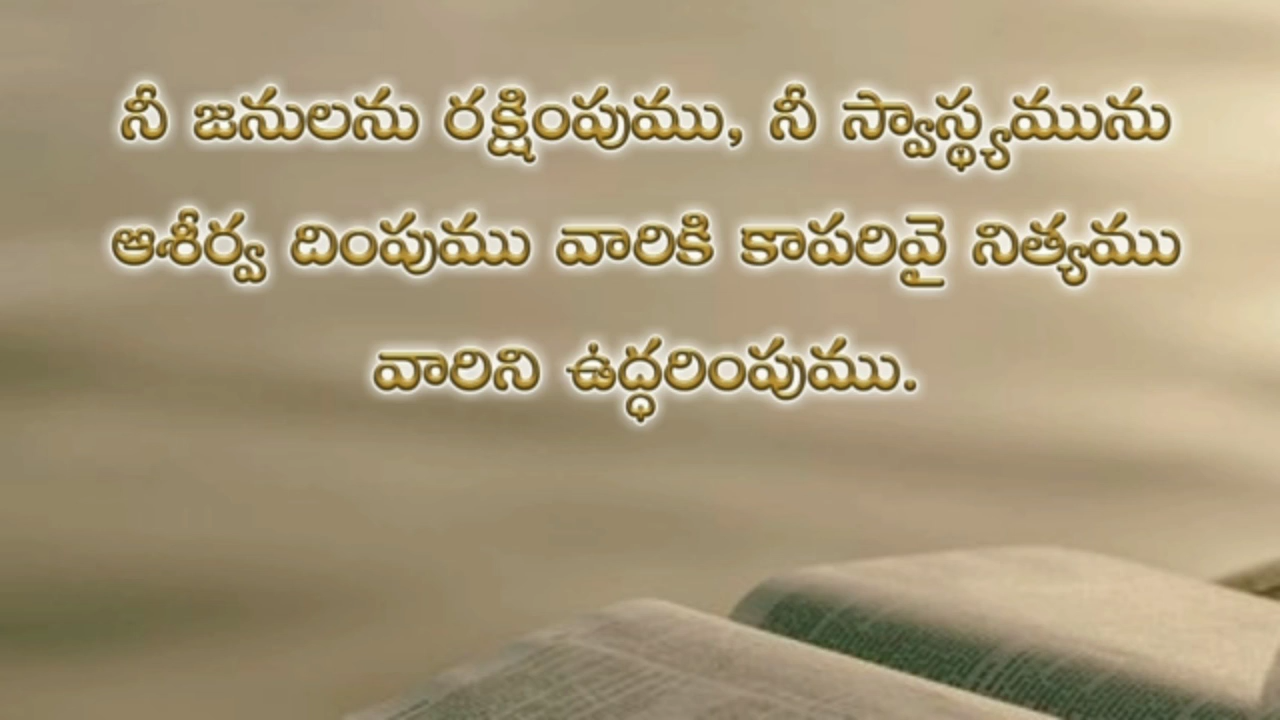 నీ జనులను రక్షింపుము, నీ స్వాస్థ్యమును
ఆశీర్వ దింపుము వారికి కాపరివై నిత్యము
వారిని ఉద్ధరింపుము.